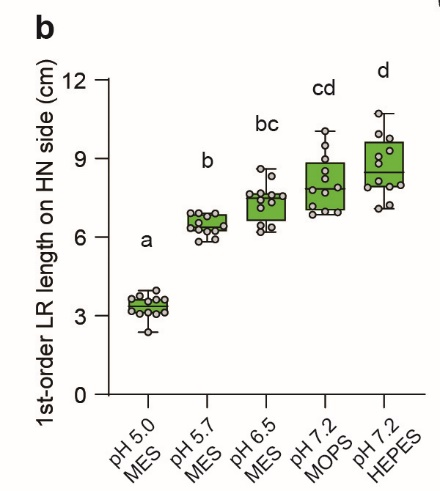 b
1st-order LR length on HN side (cm)
12
9
6
3
0
a
b
bc
cd
d
pH 5.0
MES
pH 5.7
MES
pH 6.5
MES
pH 7.2
MOPS
pH 7.2
HEPES